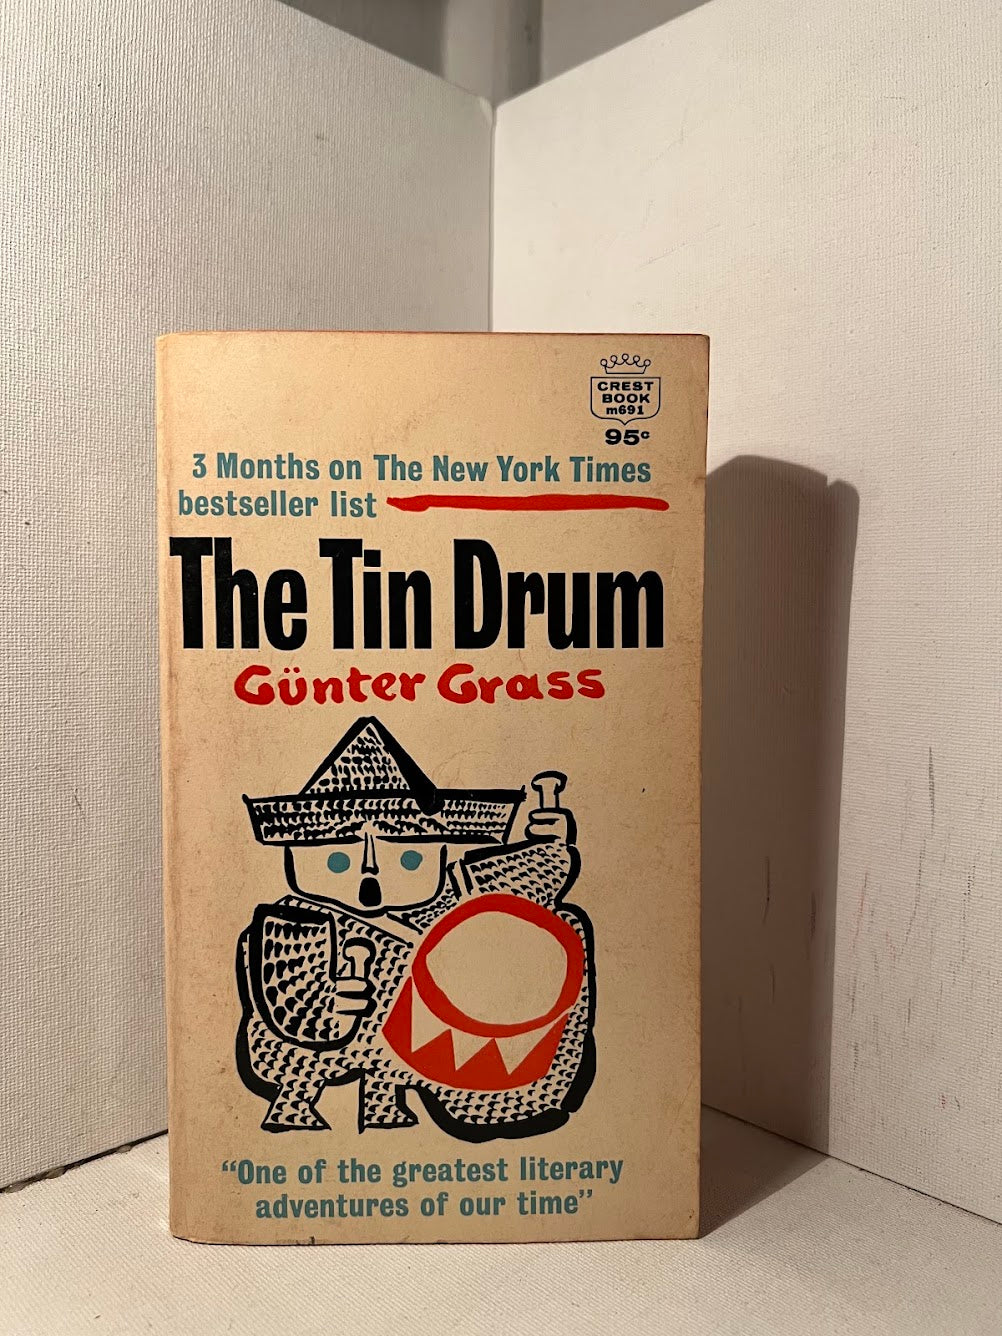 CREST
BOOK
m691
95c
3 Months on The New York Times
bestseller list
The Tin Drum
Günter Grass
“One of the greatest literary
adventures of our time”